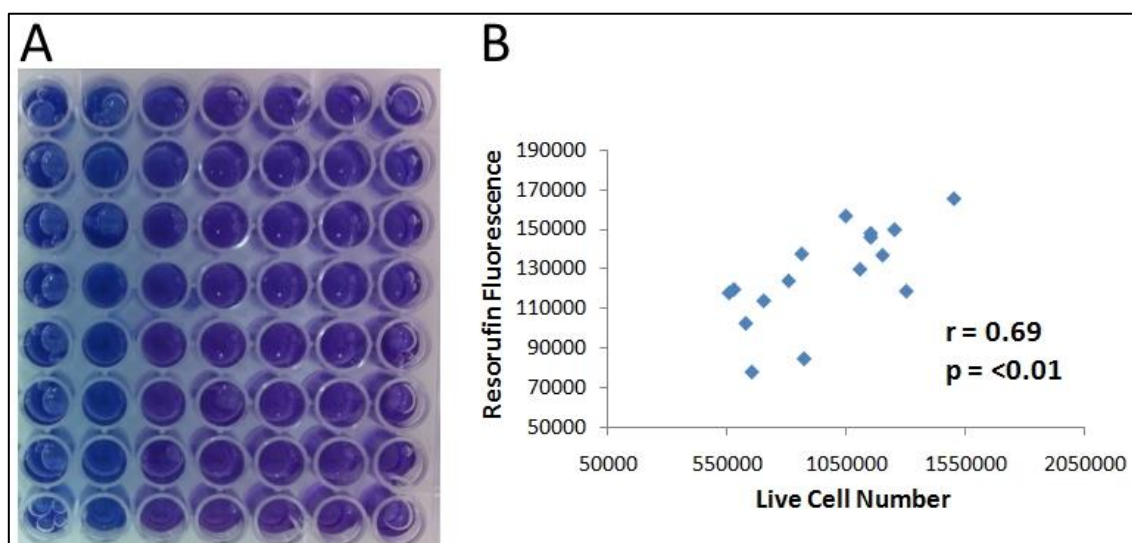 A
B
190000
170000
150000
130000
110000
90000
70000
50000
Resorufin Fluorescence
r = 0.69
p = <0.01
50000 550000 1050000 1550000 2050000
Live Cell Number